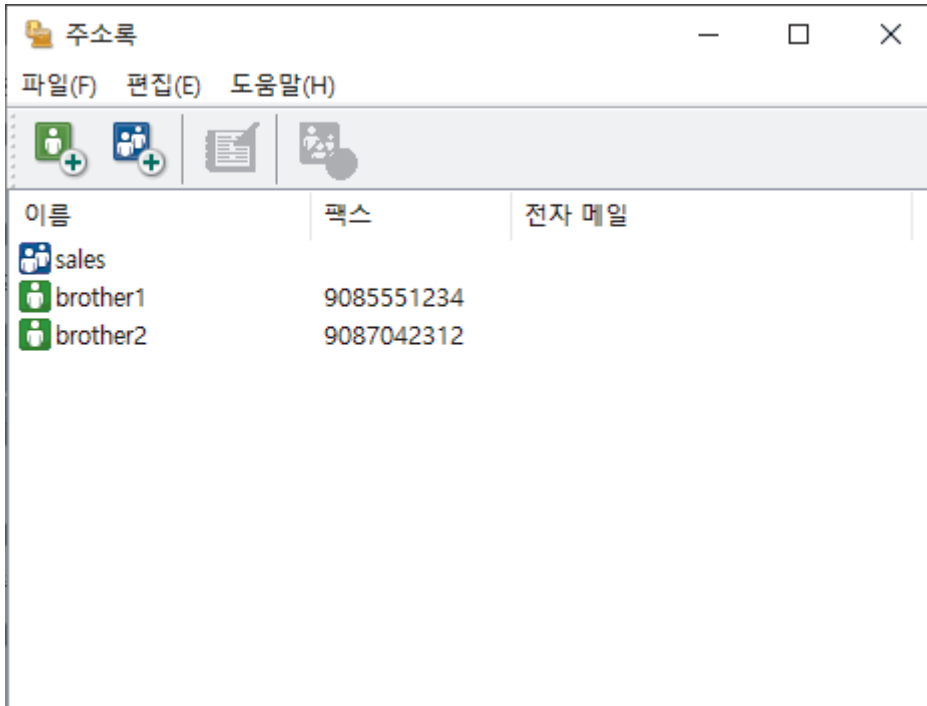 주소록
파일(F) 편집(E) 도움말(H)
이름 팩스 전자 메일
sales
brother1 9085551234
brother2 9087042312